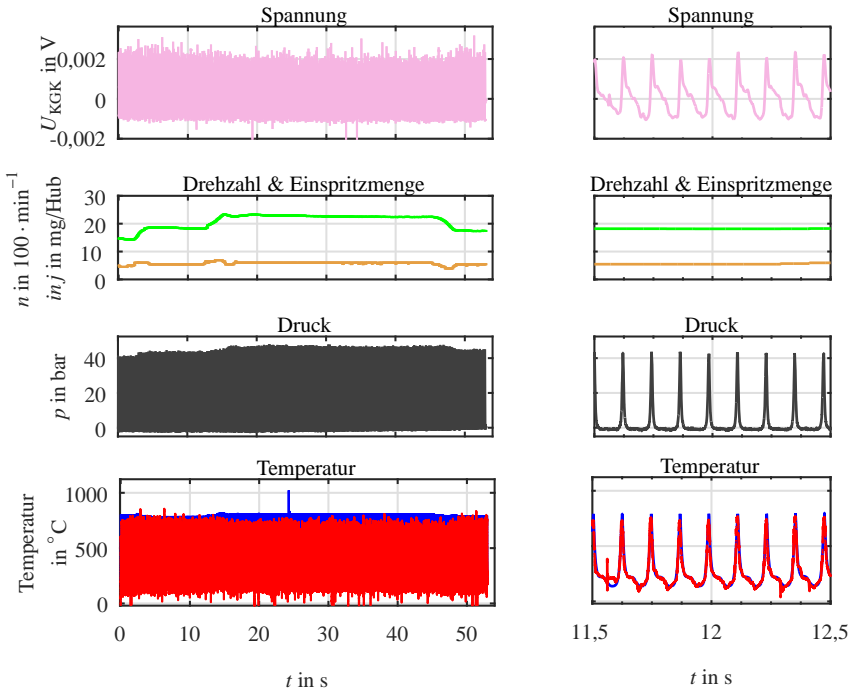 Spannung
Spannung
U_KGK in V
0,002
0
-0,002
Drehzahl & Einspritzmenge
Drehzahl & Einspritzmenge
n in 100 · min⁻¹
inj in mg/Hub
30
20
10
0
Druck
Druck
p in bar
40
20
0
Temperatur
Temperatur
Temperatur
in °C
1000
500
0
0 10 20 30 40 50
11,5 12 12,5
t in s
t in s